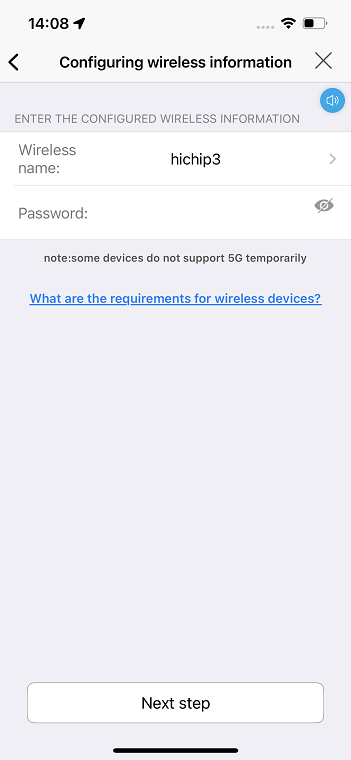 14:08
Configuring wireless information
ENTER THE CONFIGURED WIRELESS INFORMATION
Wireless
name:
hichip3
Password:
note:some devices do not support 5G temporarily
What are the requirements for wireless devices?
Next step